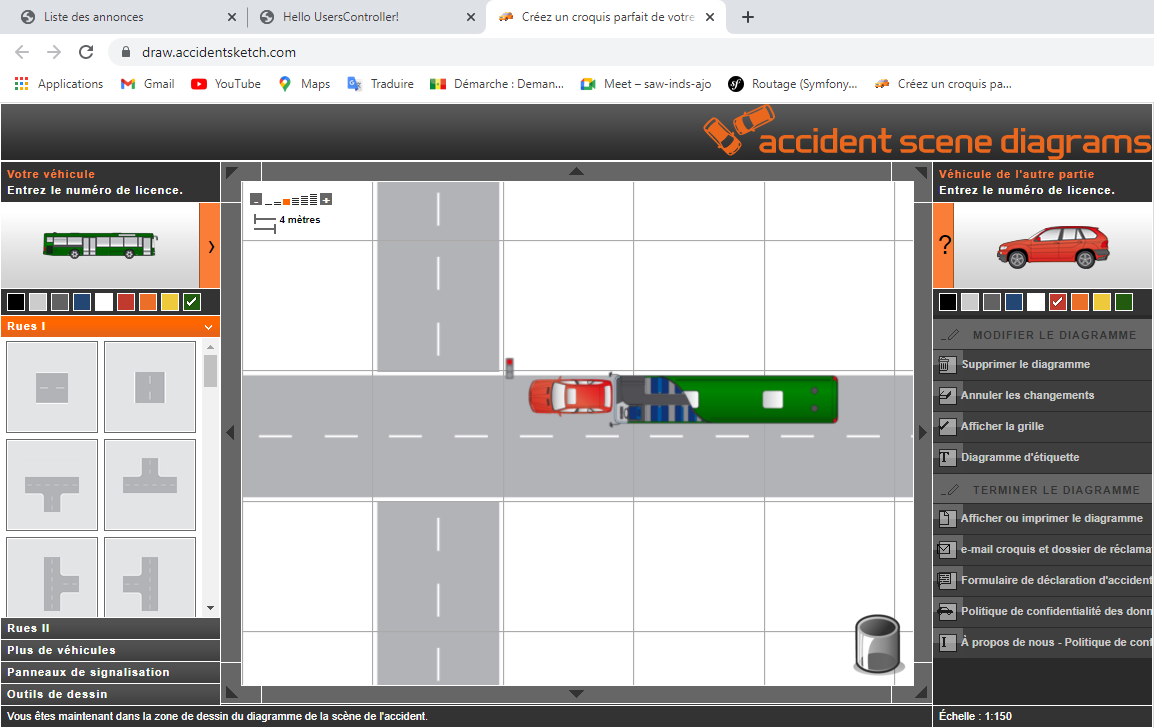 Liste des annonces
Hello UsersController!
Créez un croquis parfait de votre
draw.accidentsketch.com
Applications
Gmail
YouTube
Maps
Traduire
Démarche : Deman...
Meet – saw-inds-ajo
Routage (Symfony...
Créez un croquis pa...
accident scene diagrams
Votre véhicule
Entrez le numéro de licence.
Rues I
Rues II
Plus de véhicules
Panneaux de signalisation
Outils de dessin
4 mètres
Véhicule de l'autre partie
Entrez le numéro de licence.
?
MODIFIER LE DIAGRAMME
Supprimer le diagramme
Annuler les changements
Afficher la grille
T Diagramme d'étiquette
TERMINER LE DIAGRAMME
Afficher ou imprimer le diagramme
e-mail croquis et dossier de réclama
Formulaire de déclaration d'accident
Politique de confidentialité des donn
I À propos de nous - Politique de conf
Vous êtes maintenant dans la zone de dessin du diagramme de la scène de l'accident.
Échelle : 1:150